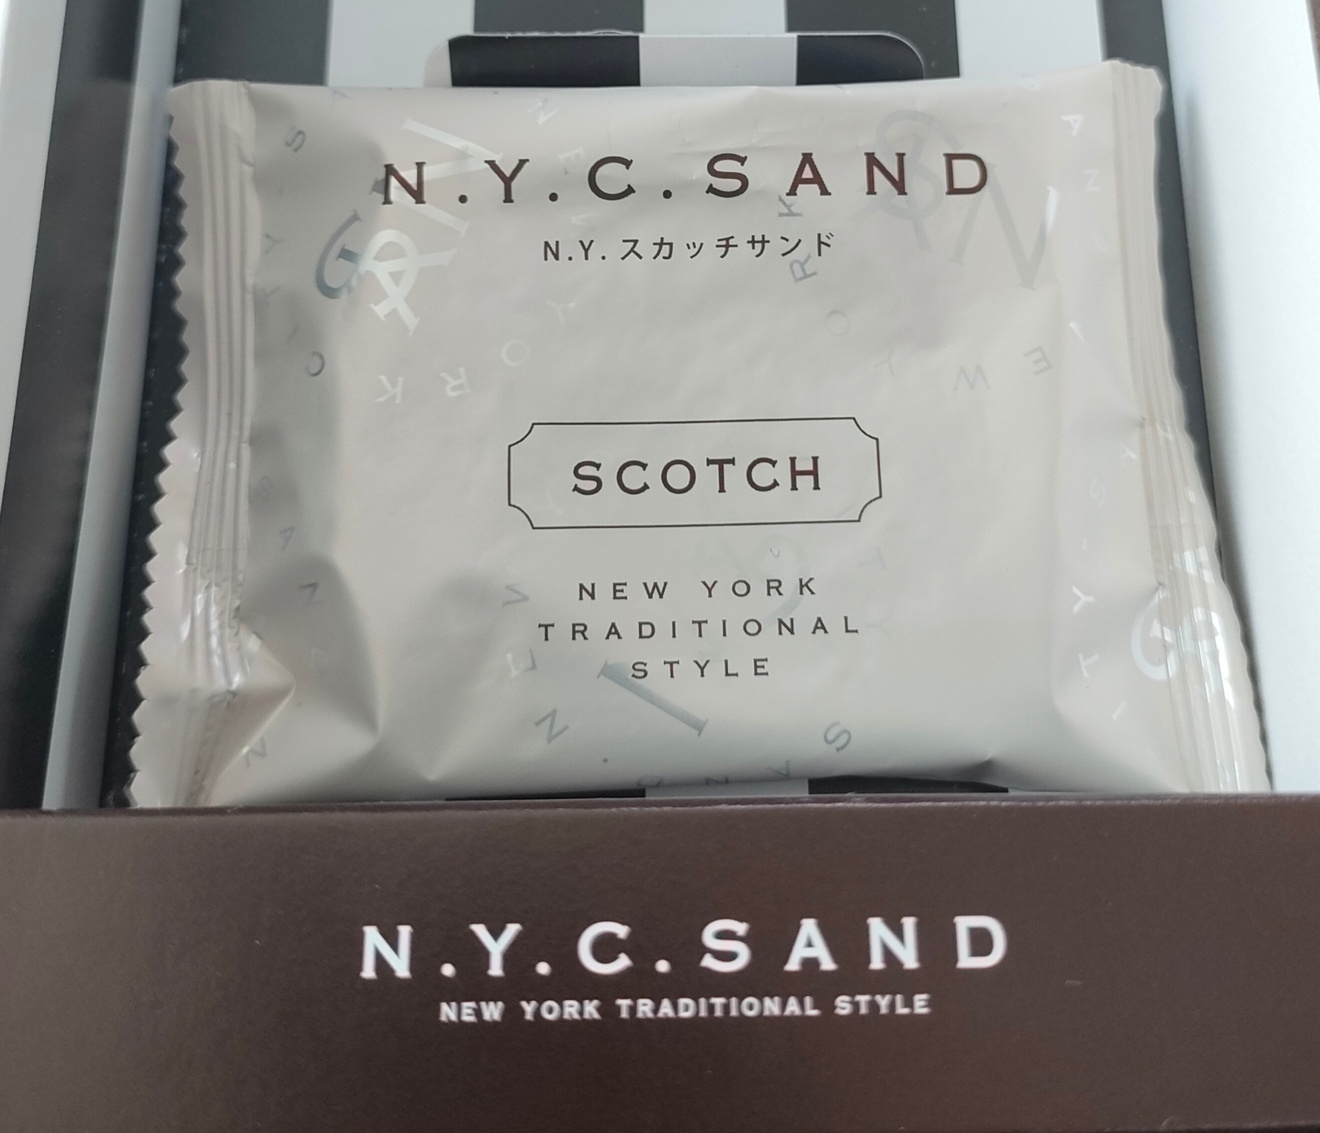 N.Y.C.SAND
N.Y.スカッチサンド
SCOTCH
NEW YORK
TRADITIONAL
STYLE
N.Y.C.SAND
NEW YORK TRADITIONAL STYLE